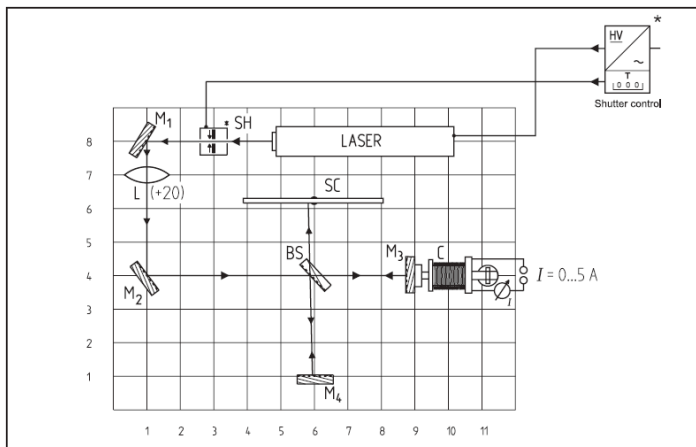 *
HV
~
T
000
Shutter control
M1
* SH
LASER
8
7
L (+20)
SC
6
5
BS
M3
C
4
I = 0...5 A
M2
I
3
2
1
M4
1 2 3 4 5 6 7 8 9 10 11